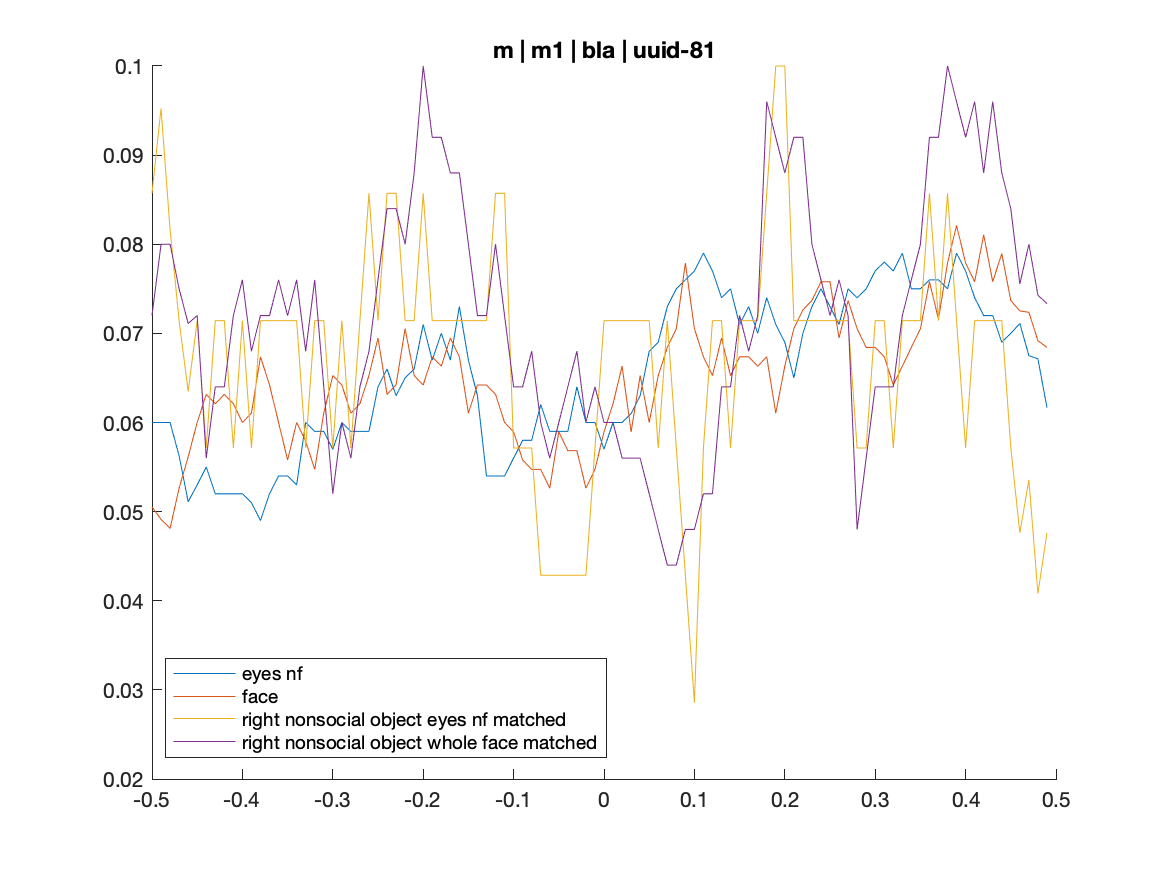 m | m1 | bla | uuid-81
0.1
0.09
0.08
0.07
0.06
0.05
0.04
0.03
0.02
eyes nf
face
right nonsocial object eyes nf matched
right nonsocial object whole face matched
-0.5 -0.4 -0.3 -0.2 -0.1 0 0.1 0.2 0.3 0.4 0.5